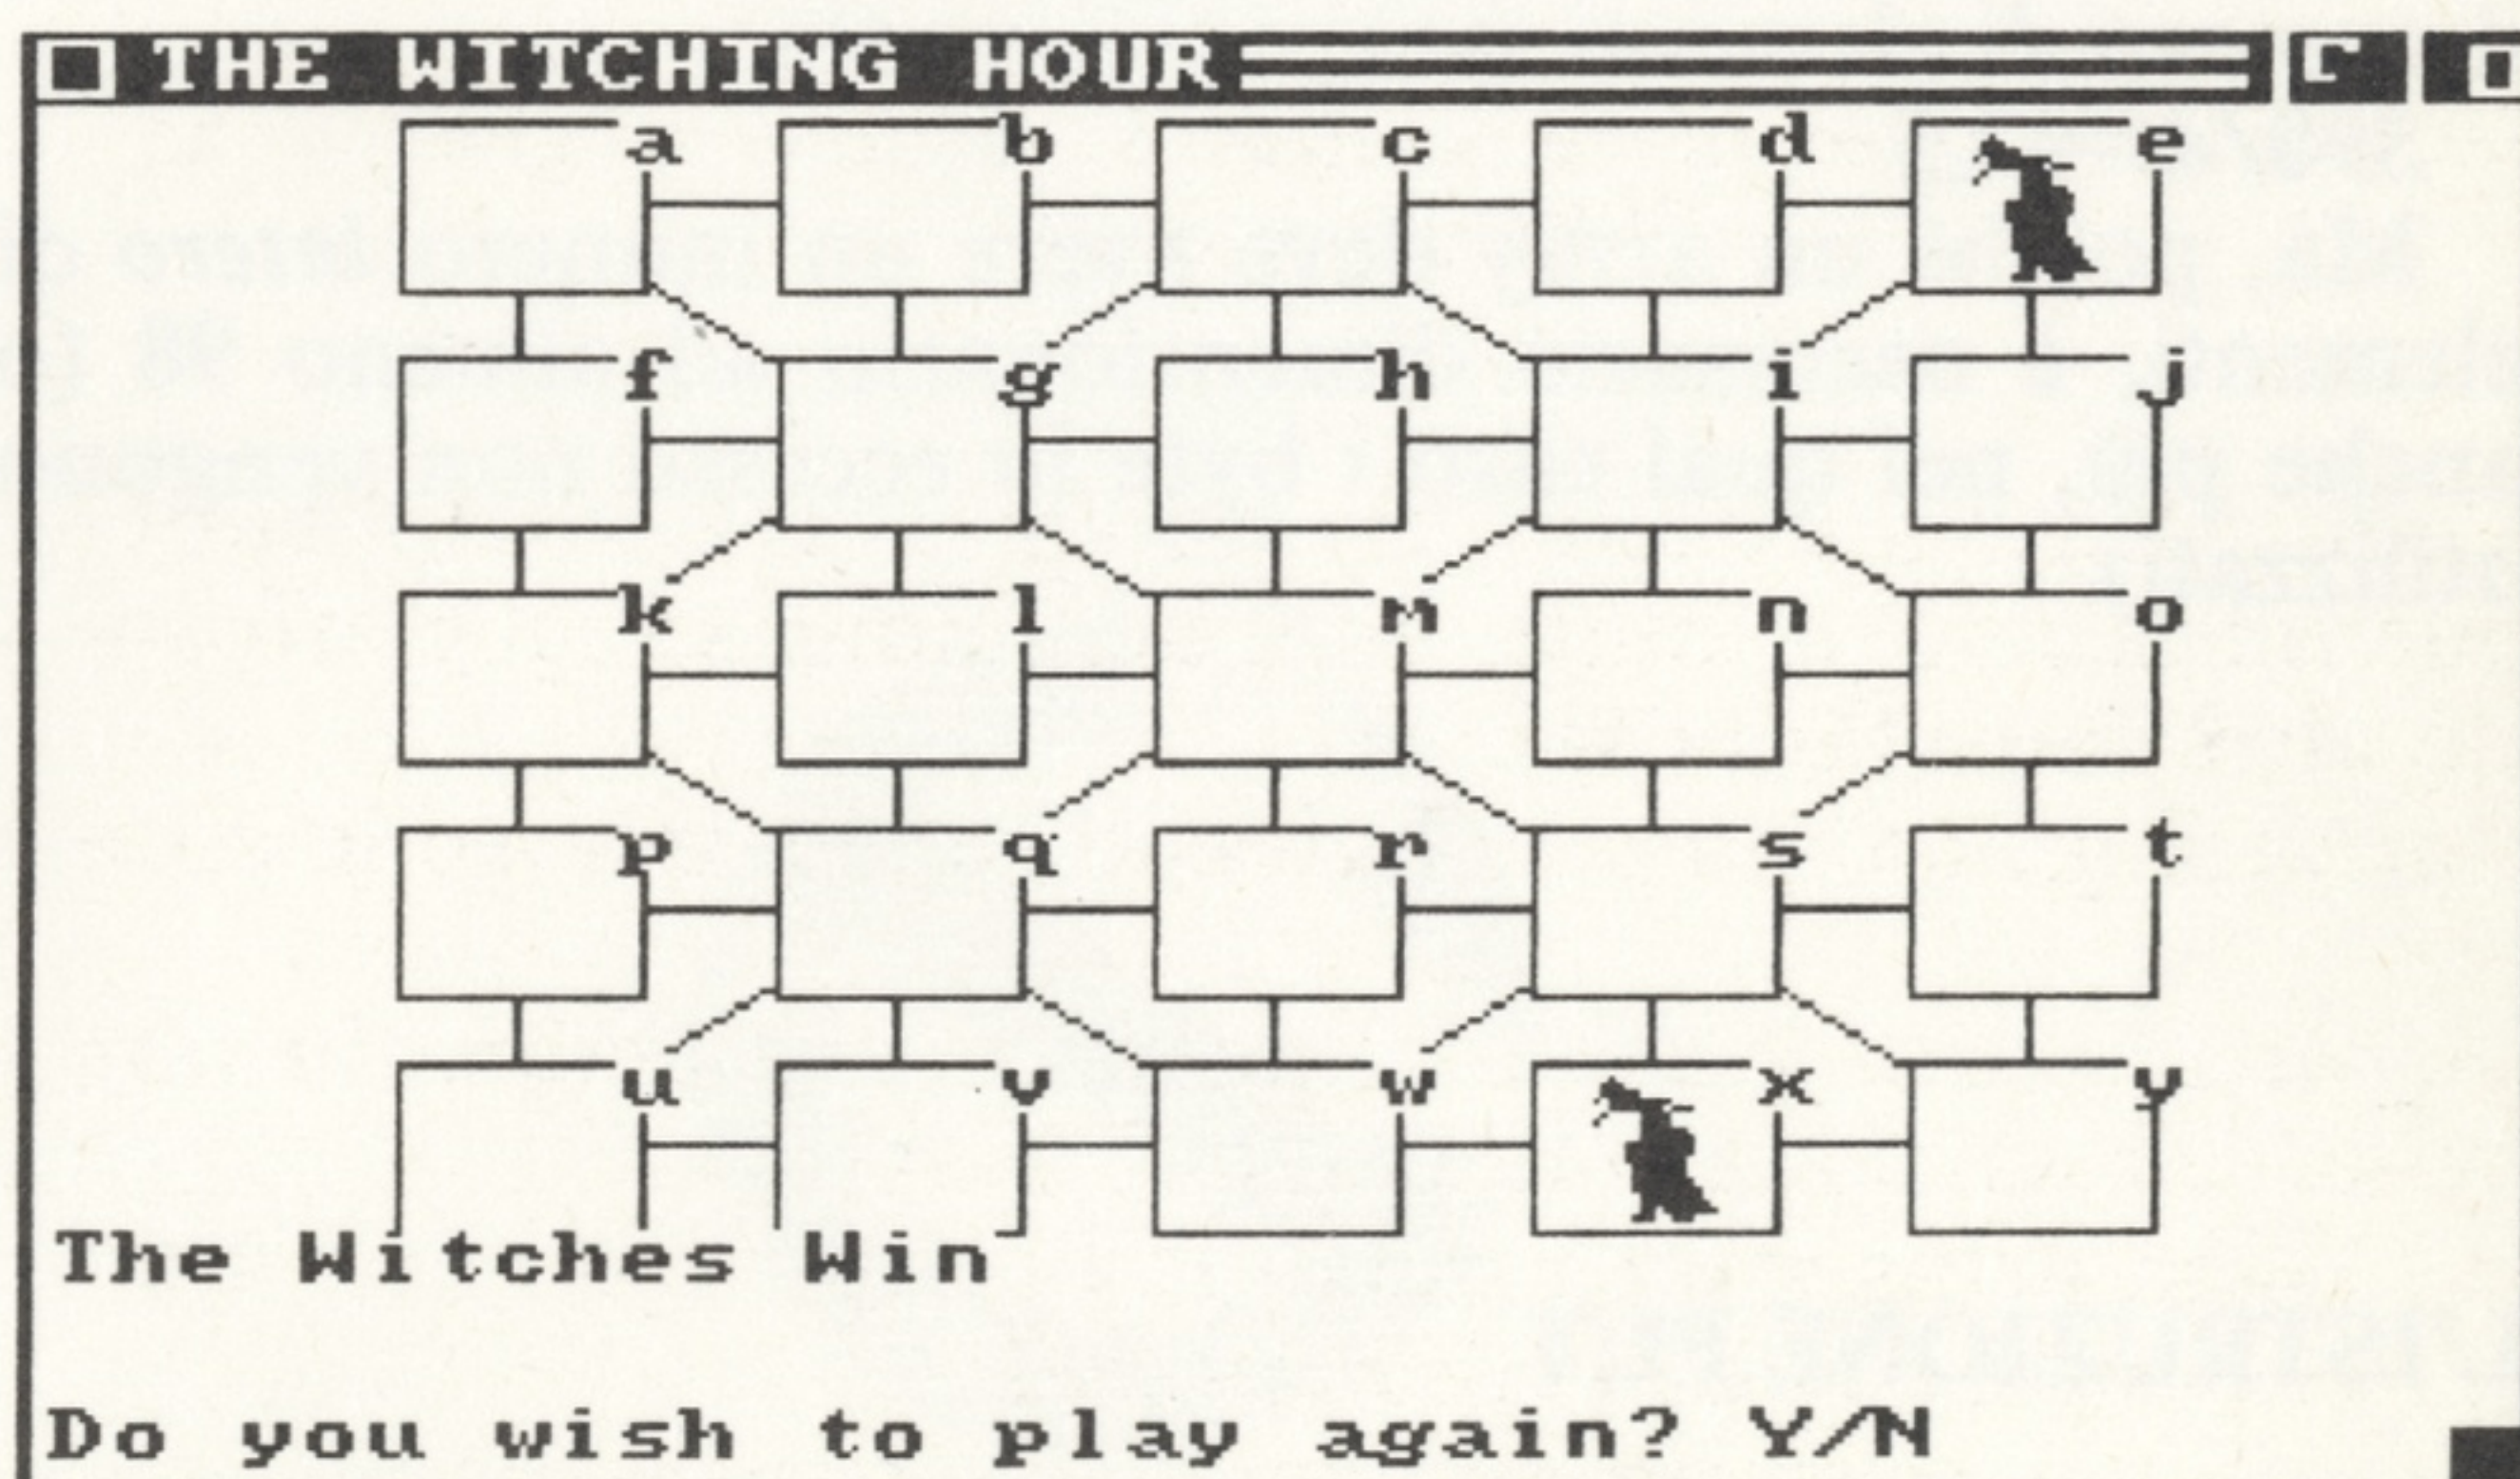 THE WITCHING HOUR
a b c d e
f g h i j
k l m n o
p q r s t
u v w x y
The Witches Win
Do you wish to play again? Y/N